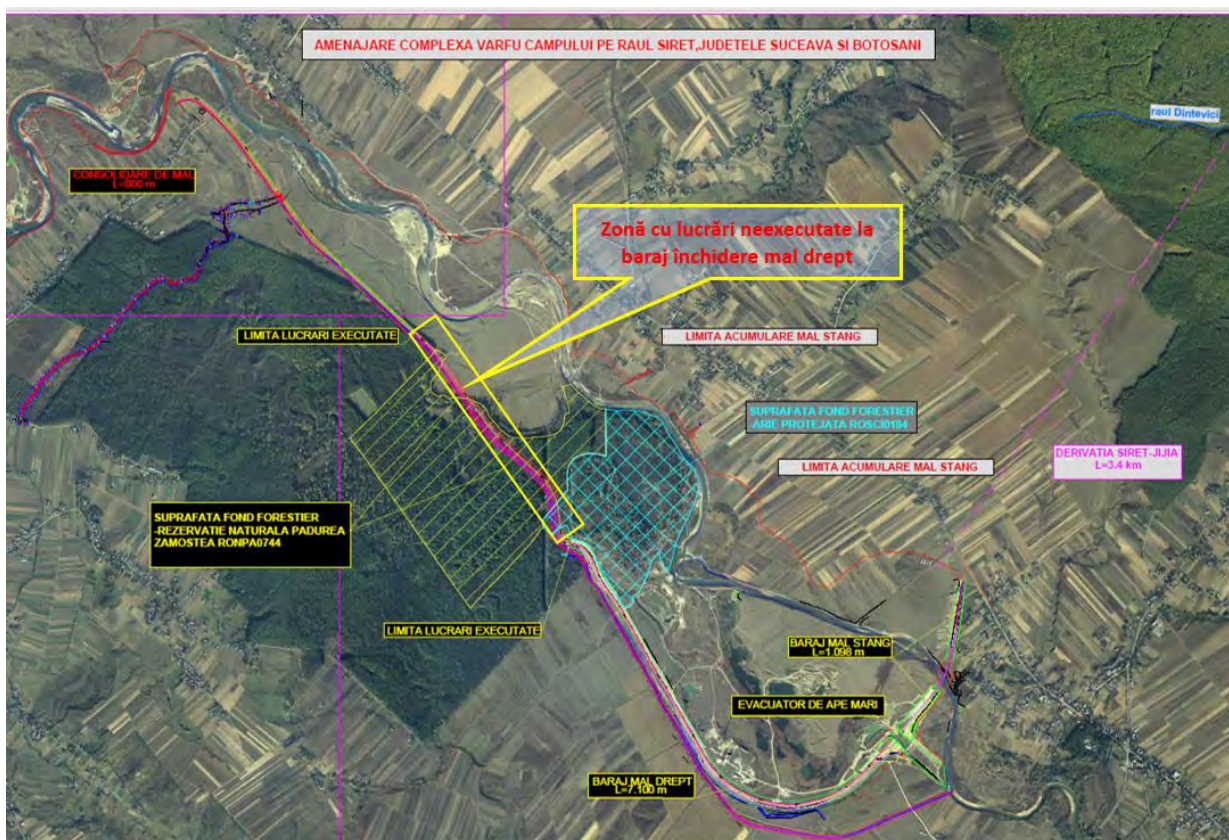 AMENAJARE COMPLEXA VARFU CAMPULUI PE RAUL SIRET,JUDETELE SUCEAVA SI BOTOSANI
raul Dintevici
CONSOLIDARE DE MAL
L=800 m
Zonă cu lucrări neexecutate la
baraj închidere mal drept
LIMITA LUCRARI EXECUTATE
LIMITA ACUMULARE MAL STANG
SUPRAFATA FOND FORESTIER
ARIE PROTEJATA ROSCI0184
LIMITA ACUMULARE MAL STANG
DERIVATIA SIRET-JIJIA
L=3.4 km
SUPRAFATA FOND FORESTIER
-REZERVATIE NATURALA PADUREA
ZAMOSTEA RONPA0744
LIMITA LUCRARI EXECUTATE
BARAJ MAL STANG
L=1.098 m
EVACUATOR DE APE MARI
BARAJ MAL DREPT
L=7.100 m